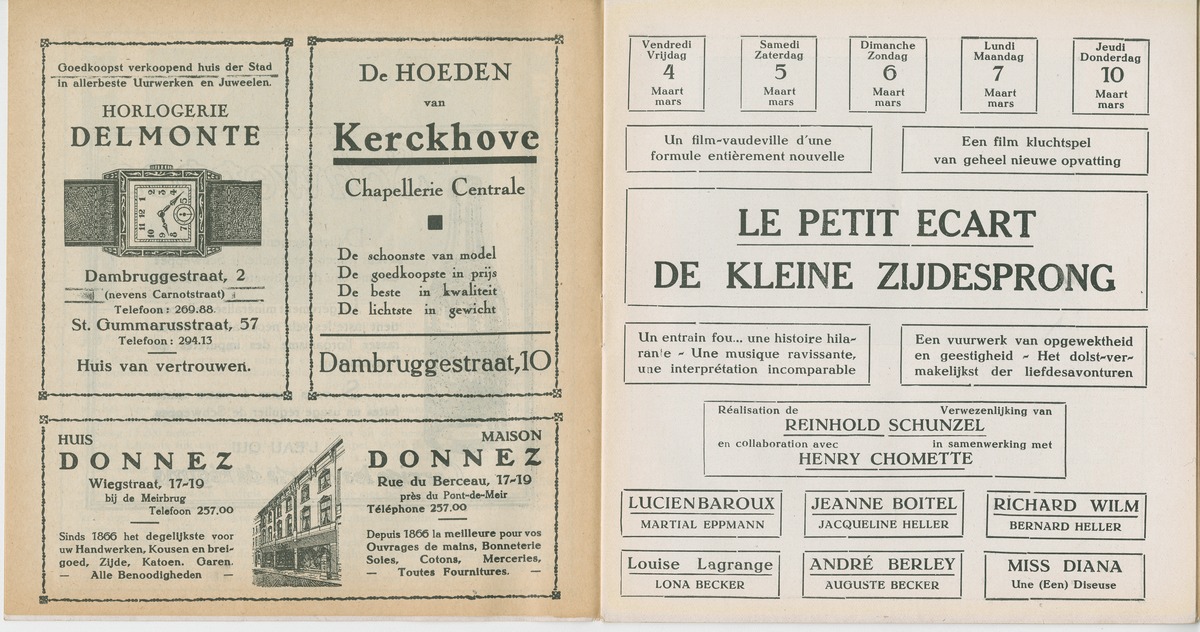 Goedkoopst verkoopend huis der Stad
in allerbeste Uurwerken en Juweelen.
HORLOGERIE
DELMONTE
Dambruggestraat, 2
(nevens Carnotstraat)
Telefoon : 269.88
St. Gummarusstraat, 57
Telefoon : 294.13
Huis van vertrouwen.
De HOEDEN
van
Kerckhove
Chapellerie Centrale
De schoonste van model
De goedkoopste in prijs
De beste in kwaliteit
De lichtste in gewicht
Dambruggestraat,10
HUIS
DONNEZ
Wiegstraat, 17-19
bij de Meirbrug
Telefoon 257.00
Sinds 1866 het degelijkste voor
uw Handwerken, Kousen en brei-
goed, Zijde, Katoen. Garen.
— Alle Benoodigheden —
MAISON
DONNEZ
Rue du Berceau, 17-19
près du Pont-de-Meir
Téléphone 257.00
Depuis 1866 la meilleure pour vos
Ouvrages de mains, Bonneterie
Soies, Cotons, Merceries,
— Toutes Fournitures. —
Vendredi
Vrijdag
4
Maart
mars
Samedi
Zaterdag
5
Maart
mars
Dimanche
Zondag
6
Maart
mars
Lundi
Maandag
7
Maart
mars
Jeudi
Donderdag
10
Maart
mars
Un film-vaudeville d'une
formule entièrement nouvelle
Een film kluchtspel
van geheel nieuwe opvatting
LE PETIT ECART
DE KLEINE ZIJDESPRONG
Un entrain fou... une histoire hila-
rante - Une musique ravissante,
une interprétation incomparable
Een vuurwerk van opgewektheid
en geestigheid - Het dolst-ver-
makelijkst der liefdesavonturen
Réalisation de Verwezenlijking van
REINHOLD SCHUNZEL
en collaboration avec in samenwerking met
HENRY CHOMETTE
LUCIEN BAROUX
MARTIAL EPPMANN
JEANNE BOITEL
JACQUELINE HELLER
RICHARD WILM
BERNARD HELLER
Louise Lagrange
LONA BECKER
ANDRÉ BERLEY
AUGUSTE BECKER
MISS DIANA
Une (Een) Diseuse